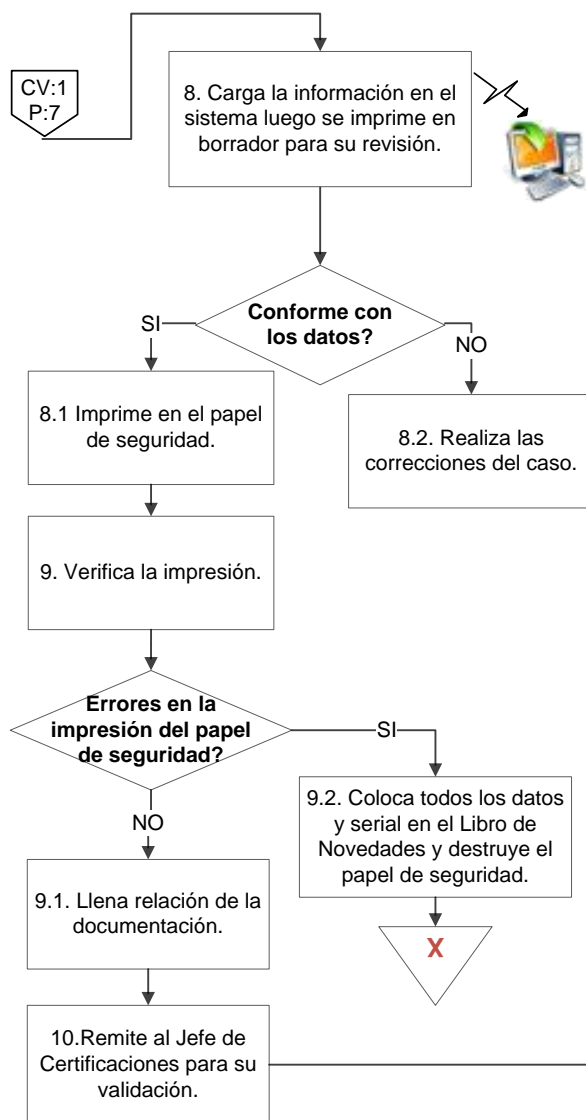 CV:1
P:7
8. Carga la información en el
sistema luego se imprime en
borrador para su revisión.
Conforme con
los datos?
SI
NO
8.1 Imprime en el papel
de seguridad.
8.2. Realiza las
correcciones del caso.
9. Verifica la impresión.
Errores en la
impresión del papel
de seguridad?
SI
NO
9.2. Coloca todos los datos
y serial en el Libro de
Novedades y destruye el
papel de seguridad.
9.1. Llena relación de la
documentación.
X
10.Remite al Jefe de
Certificaciones para su
validación.